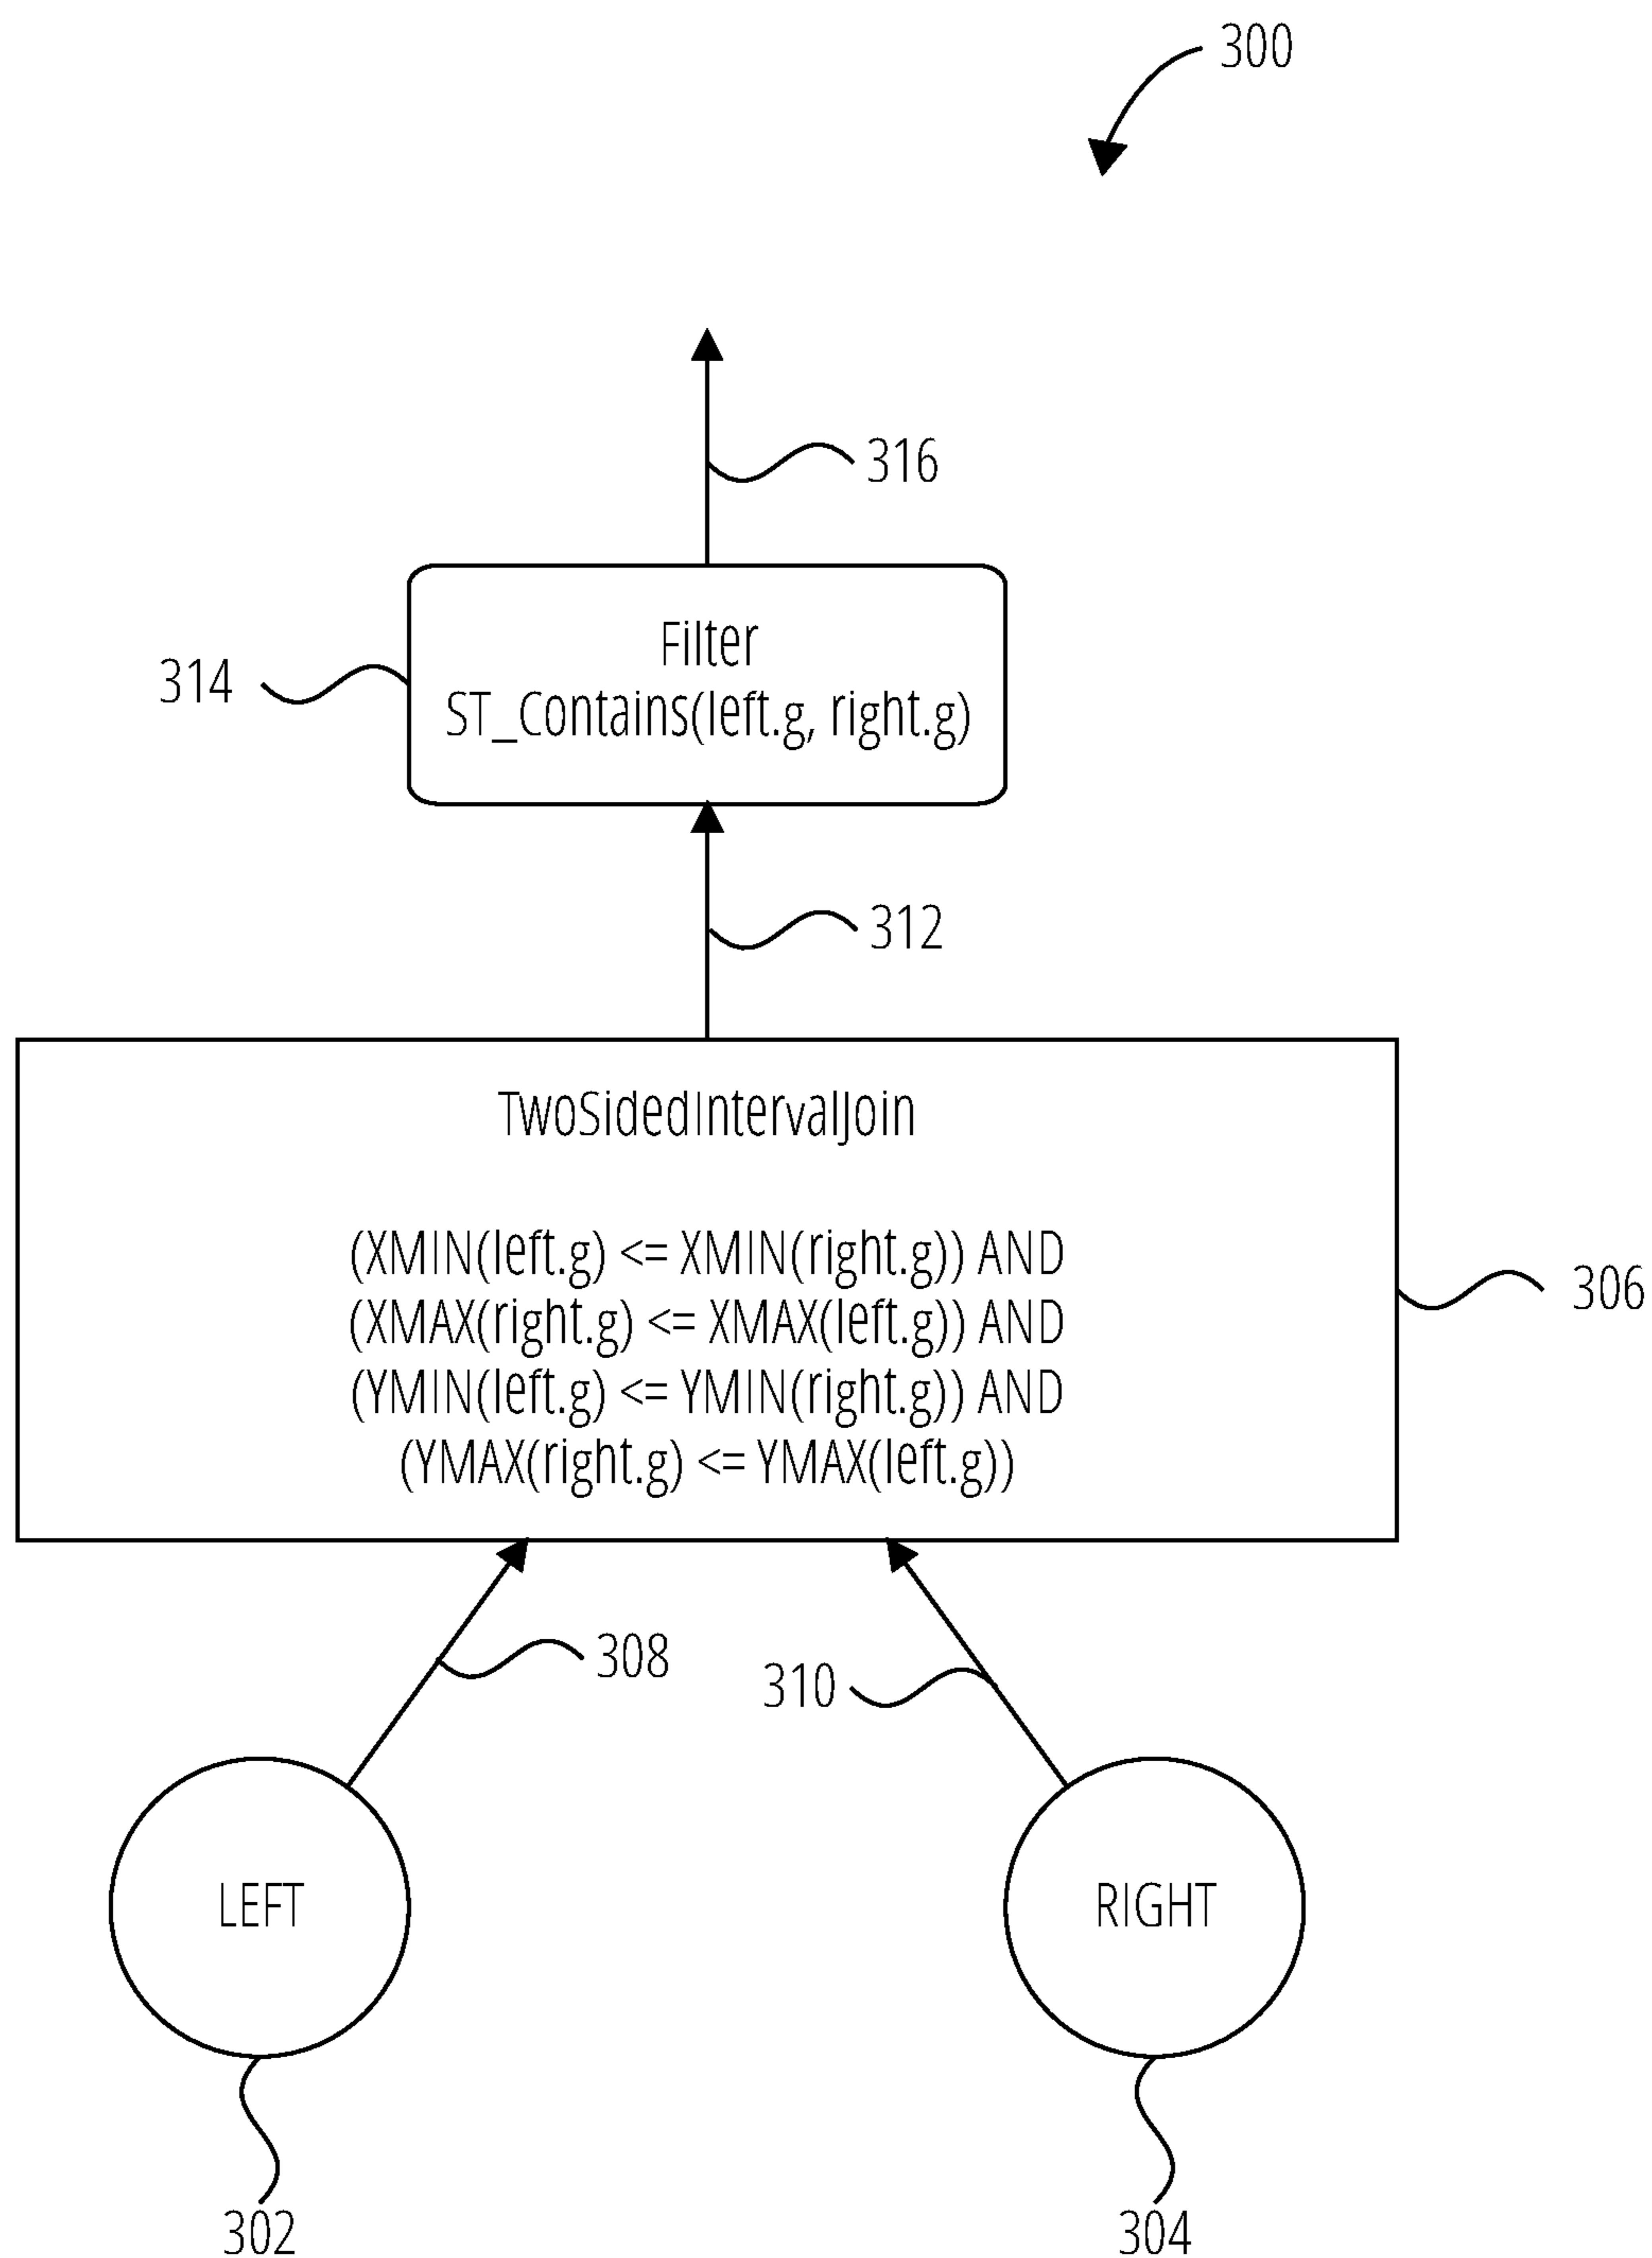 300
316
Filter
314
ST_Contains(left.g, right.g)
312
TwoSidedIntervalJoin
(XMIN(left.g) <= XMIN(right.g)) AND
306
(XMAX(right.g) <= XMAX(left.g)) AND
(YMIN(left.g) <= YMIN(right.g)) AND
(YMAX(right.g) <= YMAX(left.g))
308
310
LEFT
RIGHT
302
304